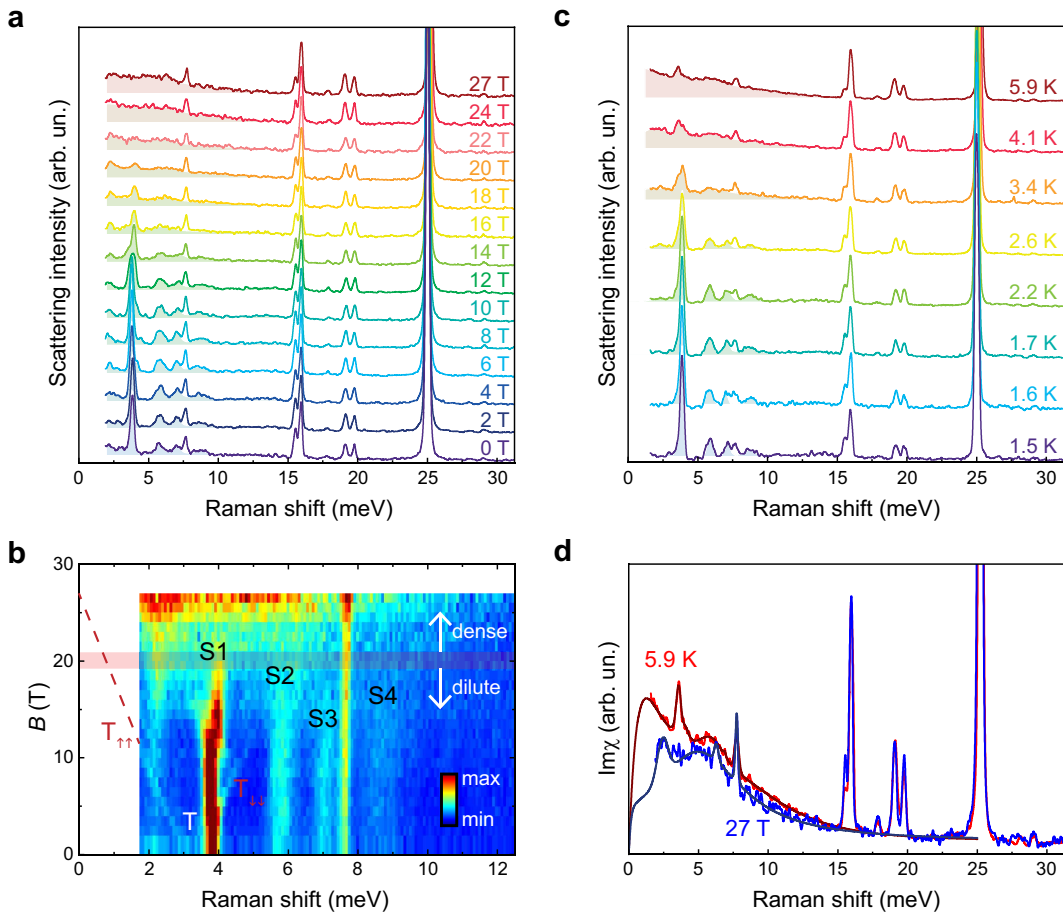 a
Scattering intensity (arb. un.)
27 T
24 T
22 T
20 T
18 T
16 T
14 T
12 T
10 T
8 T
6 T
4 T
2 T
0 T
0 5 10 15 20 25 30
Raman shift (meV)
c
Scattering intensity (arb. un.)
5.9 K
4.1 K
3.4 K
2.6 K
2.2 K
1.7 K
1.6 K
1.5 K
0 5 10 15 20 25 30
Raman shift (meV)
b
B (T)
30
20
10
0
S1
S2
S3
S4
dense
dilute
T↑↑
T
T↓↓
max
min
0 2 4 6 8 10 12
Raman shift (meV)
d
Imχ (arb. un.)
5.9 K
27 T
0 5 10 15 20 25 30
Raman shift (meV)